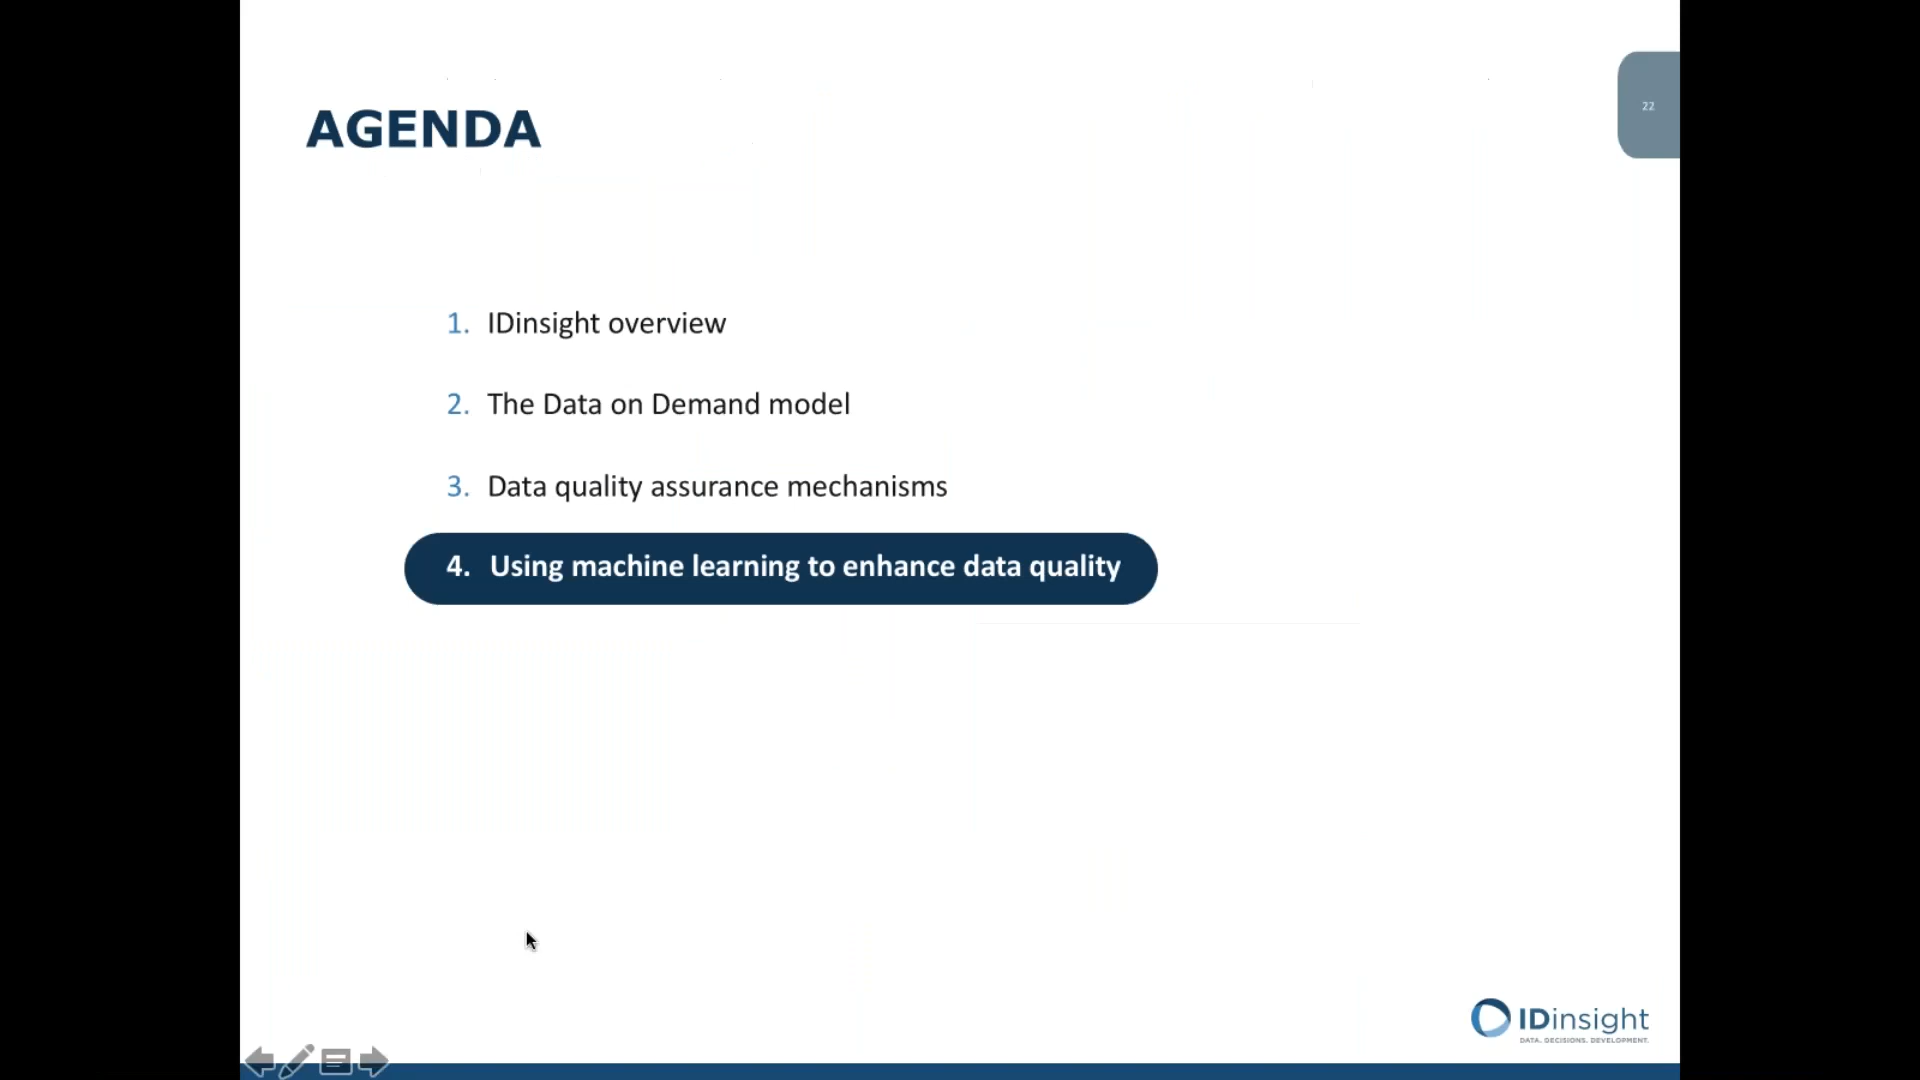 22
AGENDA
1. IDinsight overview
2. The Data on Demand model
3. Data quality assurance mechanisms
4. Using machine learning to enhance data quality
IDinsight
DATA. DECISIONS. DEVELOPMENT.